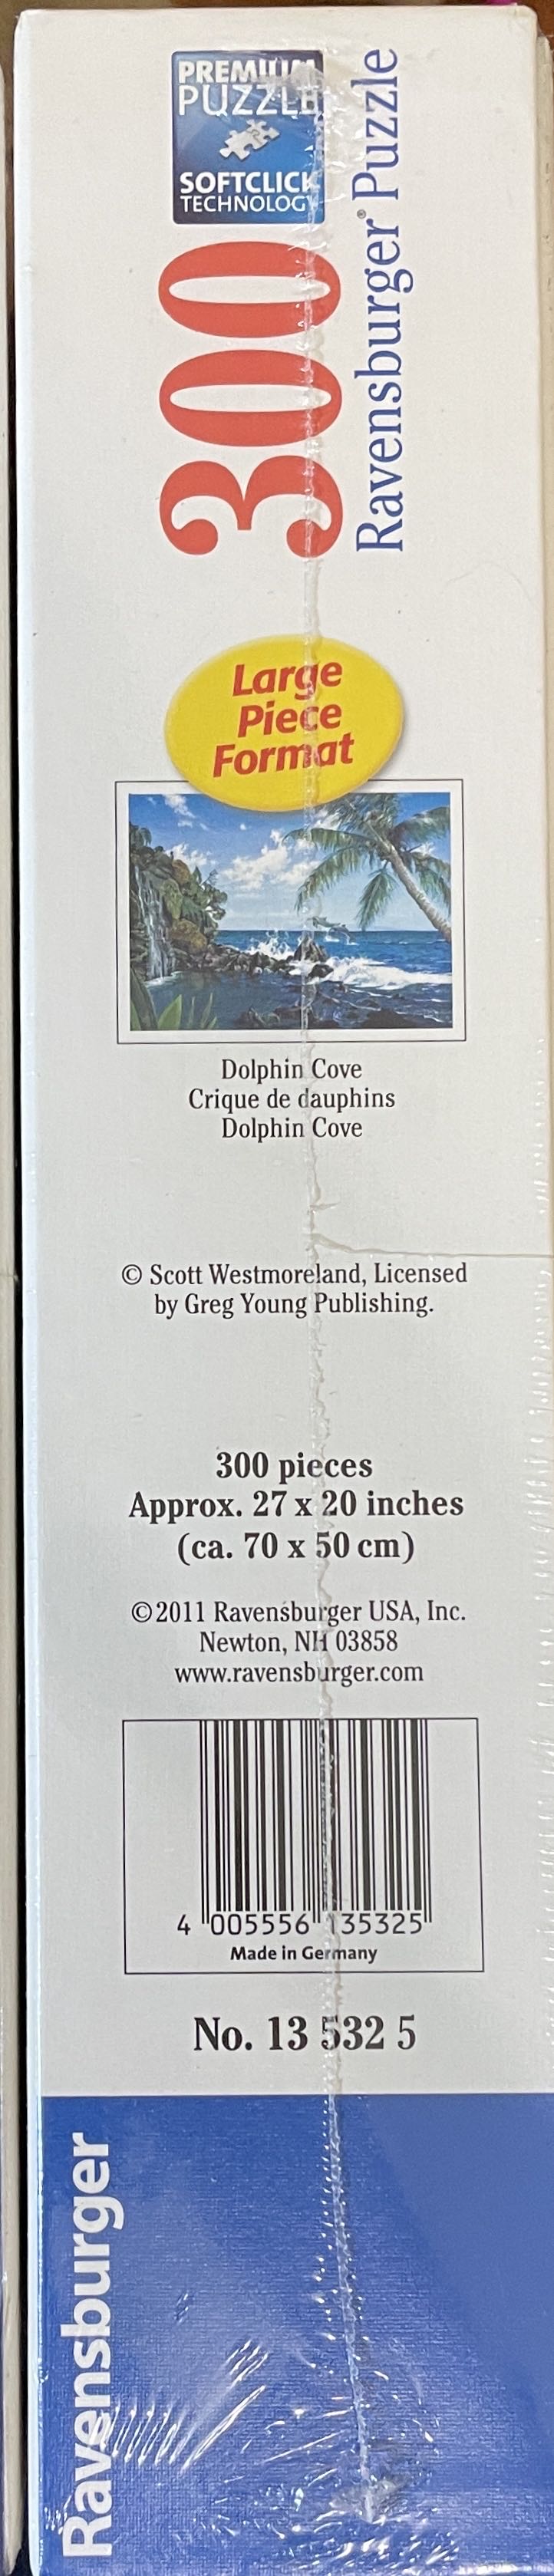 PREMIUM
PUZZLE
SOFTCLICK
TECHNOLOGY
300
Ravensburger® Puzzle
Large
Piece
Format
Dolphin Cove
Crique de dauphins
Dolphin Cove
© Scott Westmoreland, Licensed
by Greg Young Publishing.
300 pieces
Approx. 27 x 20 inches
(ca. 70 x 50 cm)
©2011 Ravensburger USA, Inc.
Newton, NH 03858
www.ravensburger.com
4 005556 135325
Made in Germany
No. 13 532 5
Ravensburger